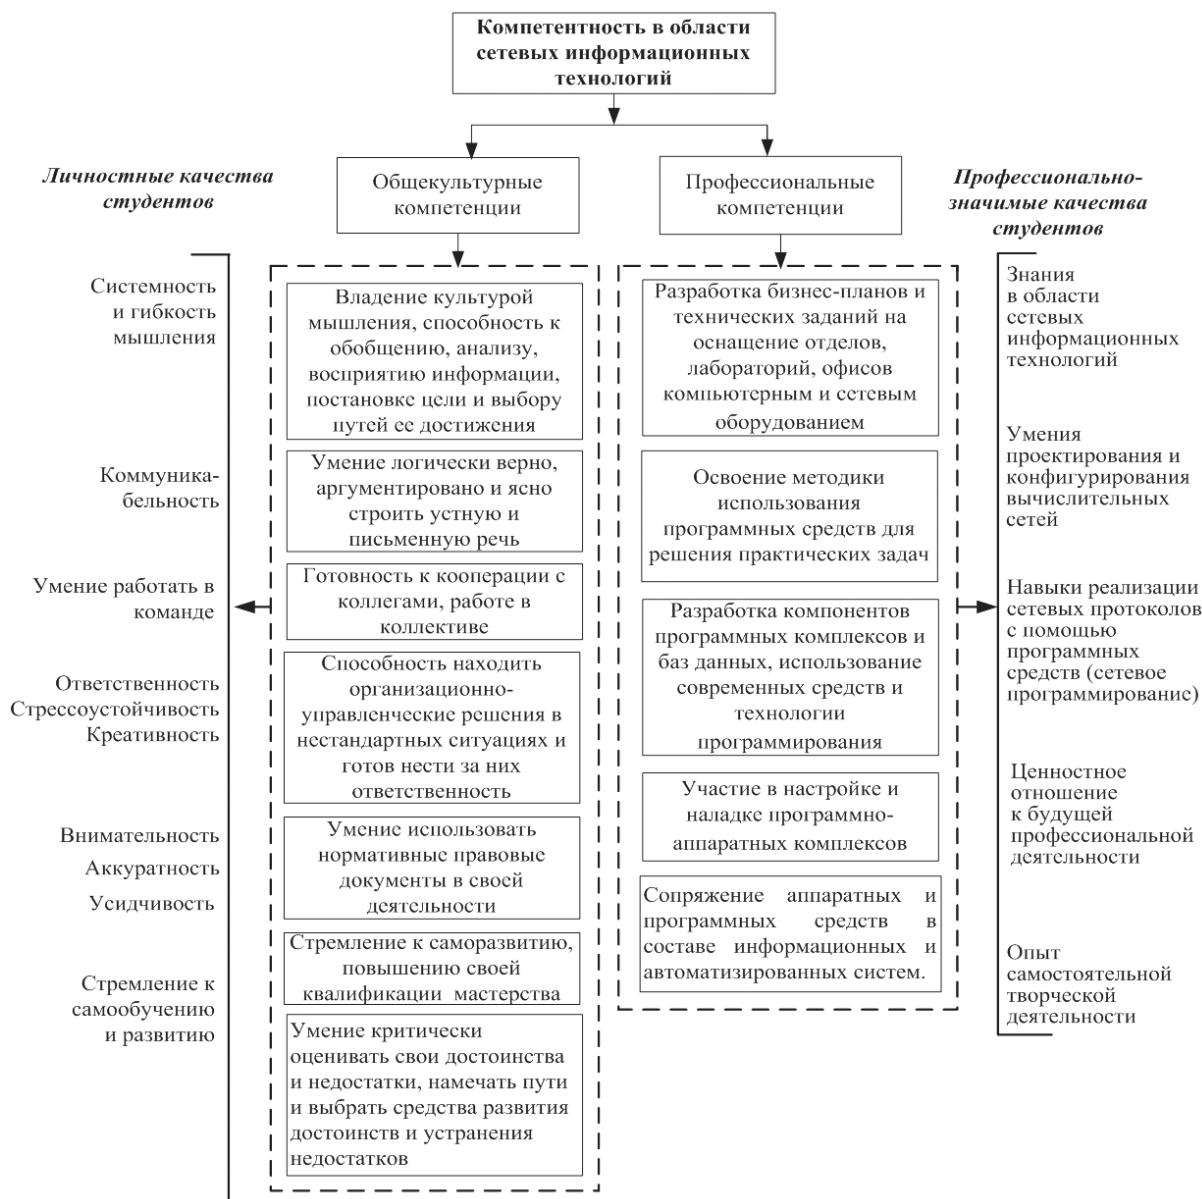 Компетентность в области
сетевых информационных
технологий
Личностные качества
студентов
Общекультурные
компетенции
Профессиональные
компетенции
Профессионально-
значимые качества
студентов
Системность
и гибкость
мышления
Коммуника-
бельность
Умение работать в
команде
Ответственность
Стрессоустойчивость
Креативность
Внимательность
Аккуратность
Усидчивость
Стремление к
самообучению
и развитию
Владение культурой
мышления, способность к
обобщению, анализу,
восприятию информации,
постановке цели и выбору
путей ее достижения
Умение логически верно,
аргументировано и ясно
строить устную и
письменную речь
Готовность к кооперации с
коллегами, работе в
коллективе
Способность находить
организационно-
управленческие решения в
нестандартных ситуациях и
готов нести за них
ответственность
Умение использовать
нормативные правовые
документы в своей
деятельности
Стремление к саморазвитию,
повышению своей
квалификации мастерства
Умение критически
оценивать свои достоинства
и недостатки, намечать пути
и выбрать средства развития
достоинств и устранения
недостатков
Разработка бизнес-планов и
технических заданий на
оснащение отделов,
лабораторий, офисов
компьютерным и сетевым
оборудованием
Освоение методики
использования
программных средств для
решения практических задач
Разработка компонентов
программных комплексов и
баз данных, использование
современных средств и
технологии
программирования
Участие в настройке и
наладке программно-
аппаратных комплексов
Сопряжение аппаратных и
программных средств в
составе информационных и
автоматизированных систем.
Знания
в области
сетевых
информационных
технологий
Умения
проектирования и
конфигурирования
вычислительных
сетей
Навыки реализации
сетевых протоколов
с помощью
программных
средств (сетевое
программирование)
Ценностное
отношение
к будущей
профессиональной
деятельности
Опыт
самостоятельной
творческой
деятельности